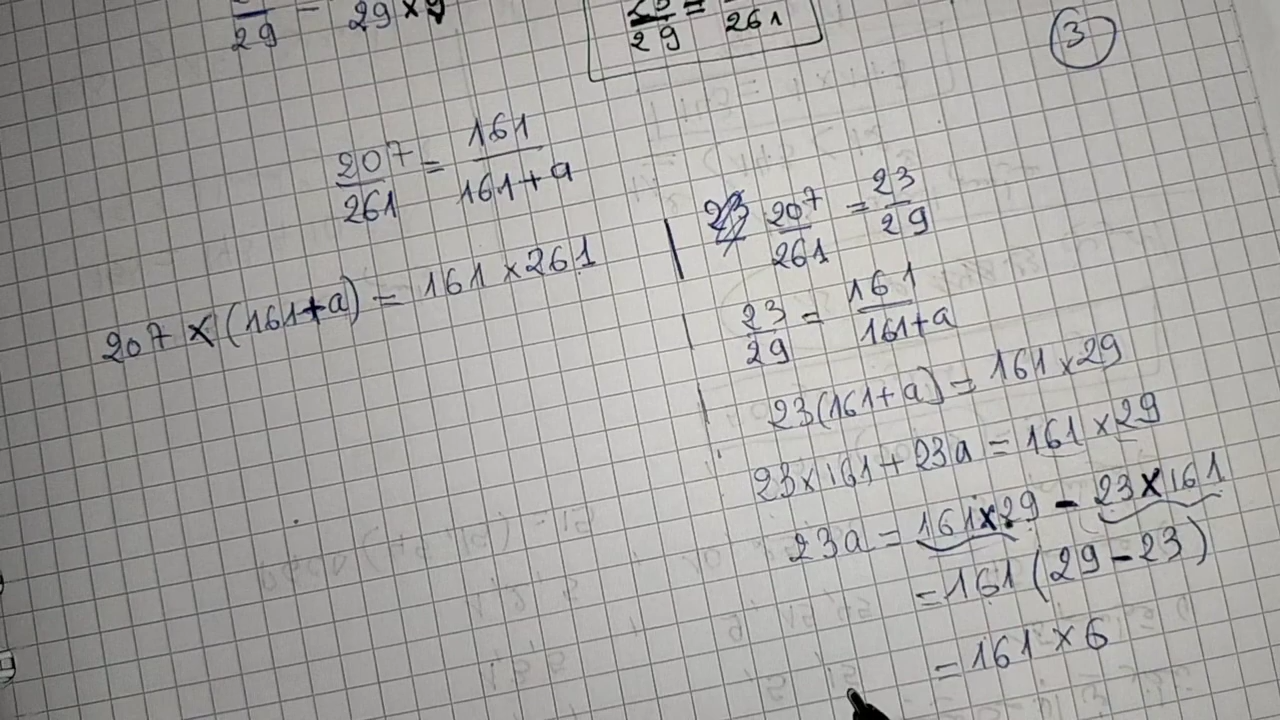 29 = 29×9
29 = 261
3
207/261 = 161/161+a
207 × (161+a) = 161 × 261
207/261 = 23/29
23/29 = 161/161+a
23(161+a) = 161 × 29
23×161 + 23a = 161 × 29
23a = 161×29 - 23×161
= 161 (29 - 23)
= 161 × 6